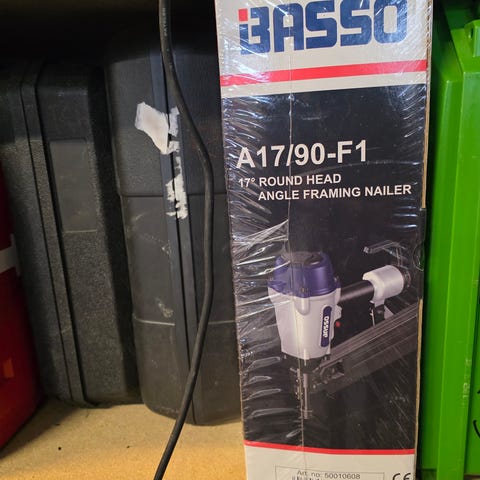 BASSO
A17/90-F1
17° ROUND HEAD
ANGLE FRAMING NAILER
BASSO
Art. no: 50010608
CE